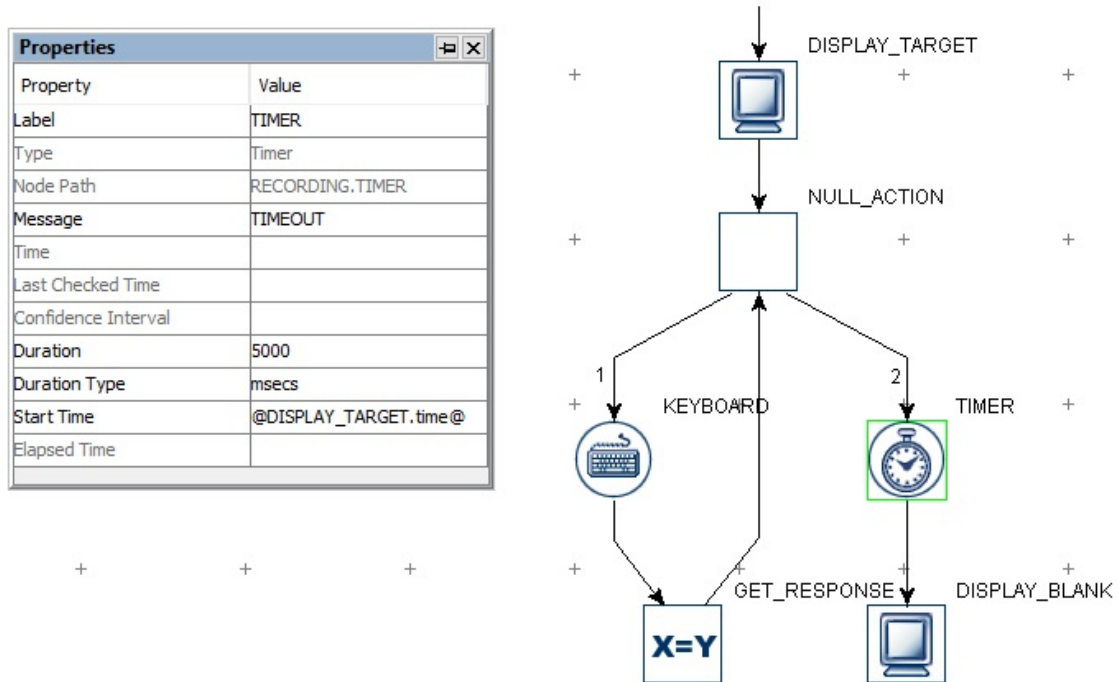 Properties
Property Value
Label TIMER
Type Timer
Node Path RECORDING.TIMER
Message TIMEOUT
Time
Last Checked Time
Confidence Interval
Duration 5000
Duration Type msecs
Start Time @DISPLAY_TARGET.time@
Elapsed Time
DISPLAY_TARGET
NULL_ACTION
1 2
KEYBOARD TIMER
GET_RESPONSE DISPLAY_BLANK
X=Y